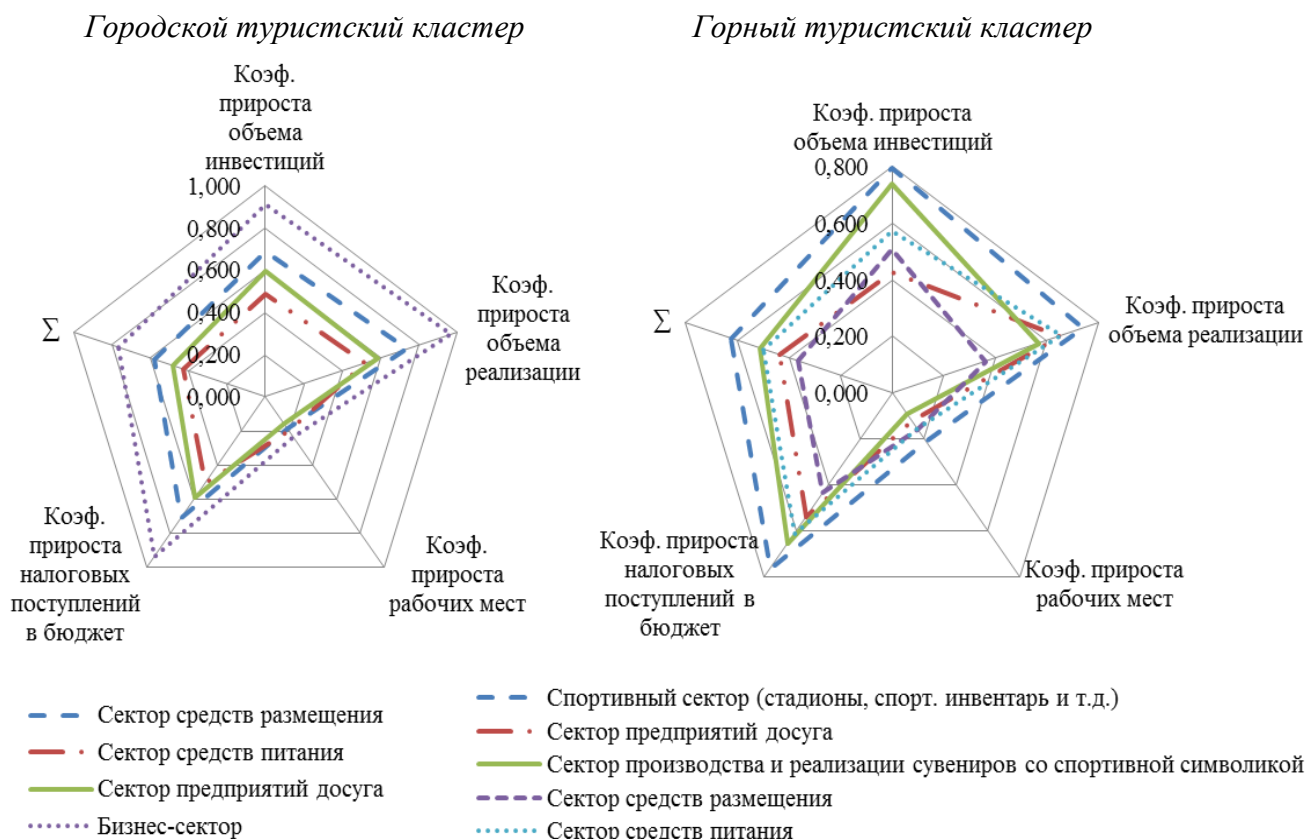 Городской туристский кластер
Коэф.
прироста
объема
инвестиций
1,000
0,800
0,600
0,400
0,200
0,000
Коэф.
прироста
объема
реализации
Коэф.
прироста
рабочих мест
Коэф.
прироста
налоговых
поступлений
в бюджет
∑
Сектор средств размещения
Сектор средств питания
Сектор предприятий досуга
Бизнес-сектор
Горный туристский кластер
Коэф. прироста
объема инвестиций
0,800
0,600
0,400
0,200
0,000
Коэф. прироста
объема реализации
Коэф. прироста
рабочих мест
Коэф. прироста
налоговых
поступлений в
бюджет
∑
Спортивный сектор (стадионы, спорт. инвентарь и т.д.)
Сектор предприятий досуга
Сектор производства и реализации сувениров со спортивной символикой
Сектор средств размещения
Сектор средств питания